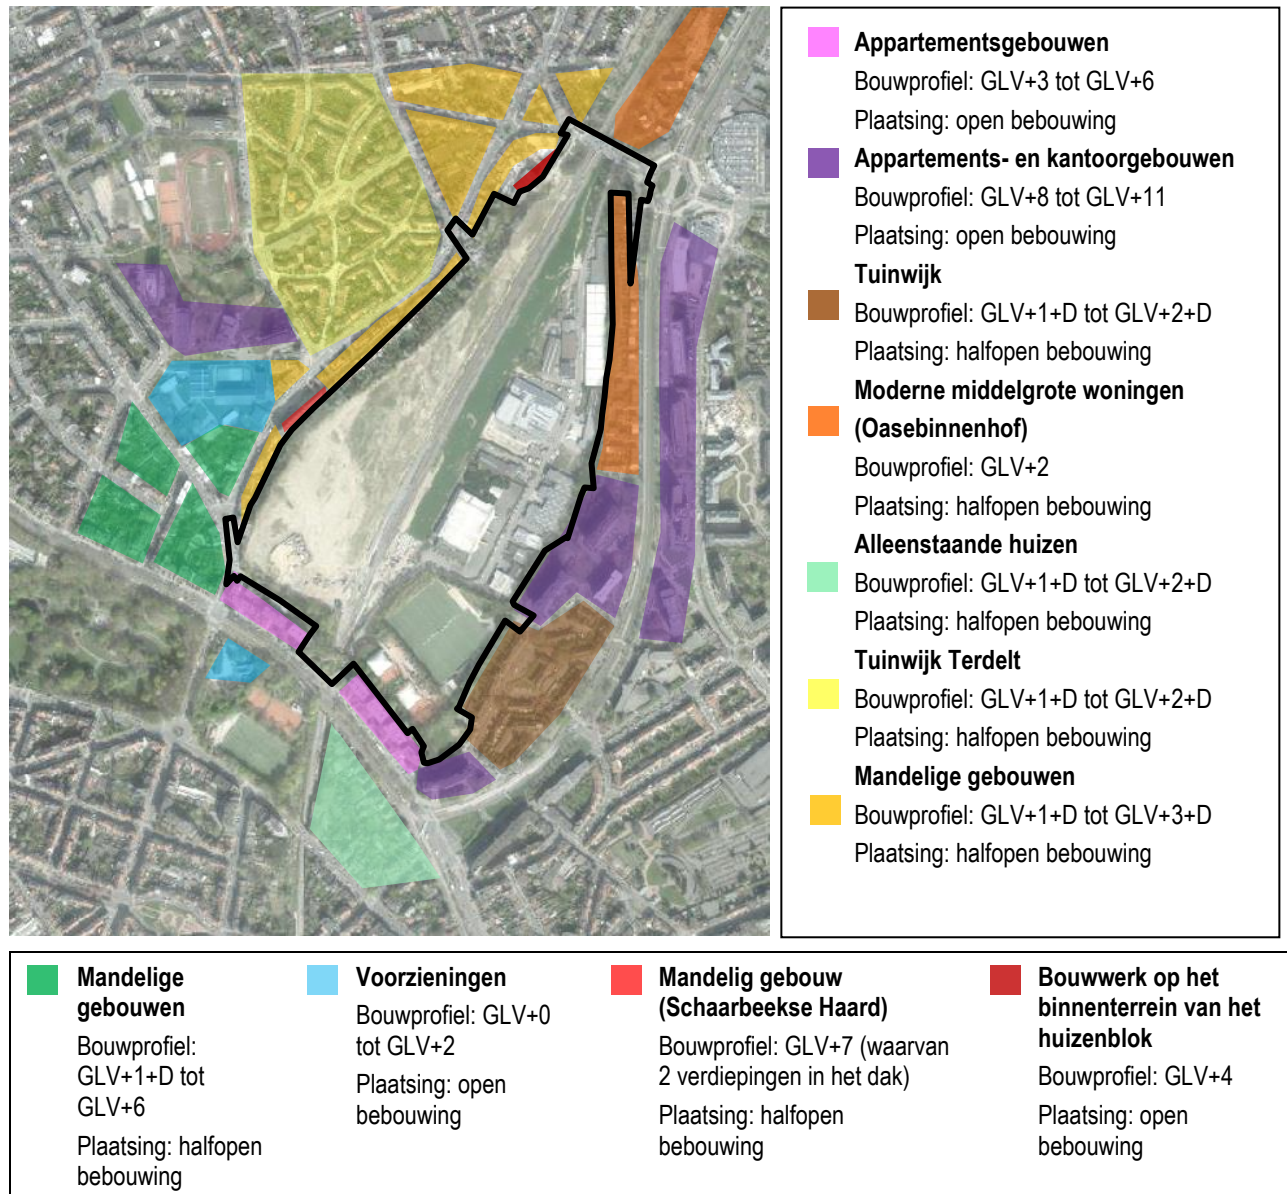 Appartementsgebouwen
Bouwprofiel: GLV+3 tot GLV+6
Plaatsing: open bebouwing
Appartements- en kantoorgebouwen
Bouwprofiel: GLV+8 tot GLV+11
Plaatsing: open bebouwing
Tuinwijk
Bouwprofiel: GLV+1+D tot GLV+2+D
Plaatsing: halfopen bebouwing
Moderne middelgrote woningen
(Oasebinnenhof)
Bouwprofiel: GLV+2
Plaatsing: halfopen bebouwing
Alleenstaande huizen
Bouwprofiel: GLV+1+D tot GLV+2+D
Plaatsing: halfopen bebouwing
Tuinwijk Terdelt
Bouwprofiel: GLV+1+D tot GLV+2+D
Plaatsing: halfopen bebouwing
Mandelige gebouwen
Bouwprofiel: GLV+1+D tot GLV+3+D
Plaatsing: halfopen bebouwing
Mandelige
gebouwen
Bouwprofiel:
GLV+1+D tot
GLV+6
Plaatsing: halfopen
bebouwing
Voorzieningen
Bouwprofiel: GLV+0
tot GLV+2
Plaatsing: open
bebouwing
Mandelig gebouw
(Schaarbeekse Haard)
Bouwprofiel: GLV+7 (waarvan
2 verdiepingen in het dak)
Plaatsing: halfopen
bebouwing
Bouwwerk op het
binnenterrein van het
huizenblok
Bouwprofiel: GLV+4
Plaatsing: open
bebouwing